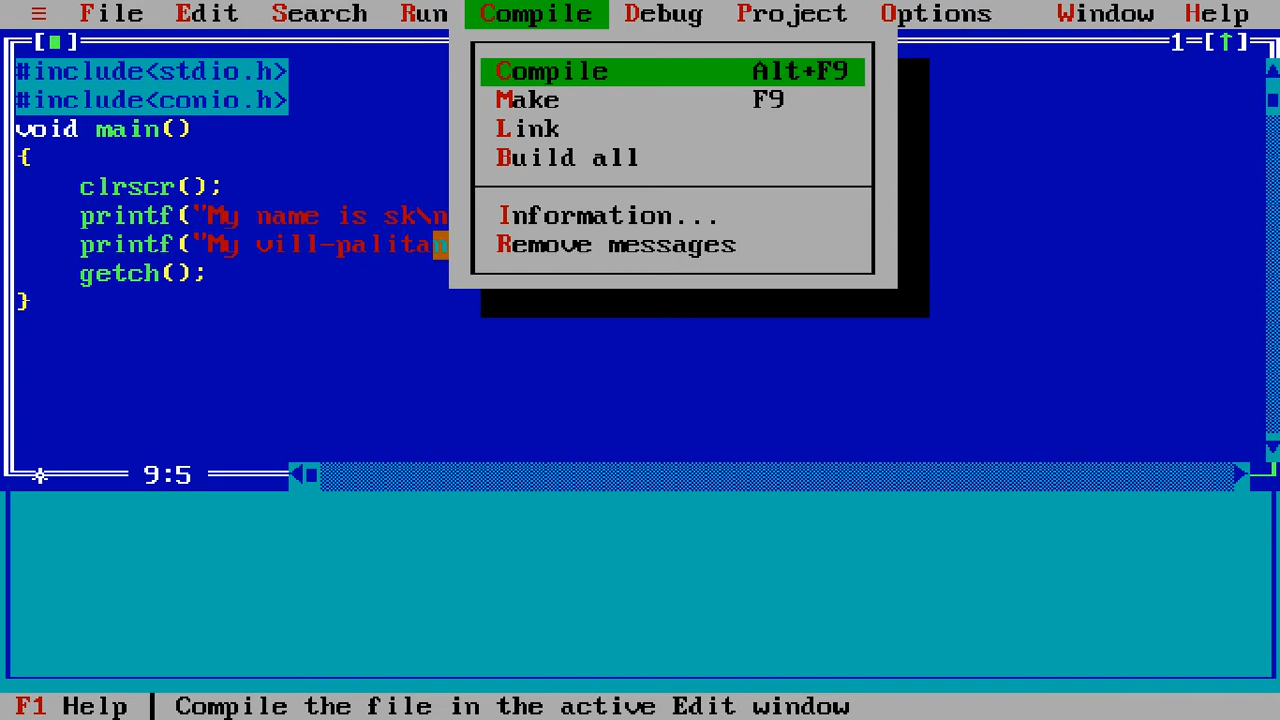 ≡ File Edit Search Run Compile Debug Project Options Window Help
[■] 1=[↑]
#include<stdio.h>
#include<conio.h>
void main()
{
clrscr();
printf("My name is sk\n
printf("My vill-palitan
getch();
}
Compile Alt+F9
Make F9
Link
Build all
Information...
Remove messages
9:5
F1 Help | Compile the file in the active Edit window